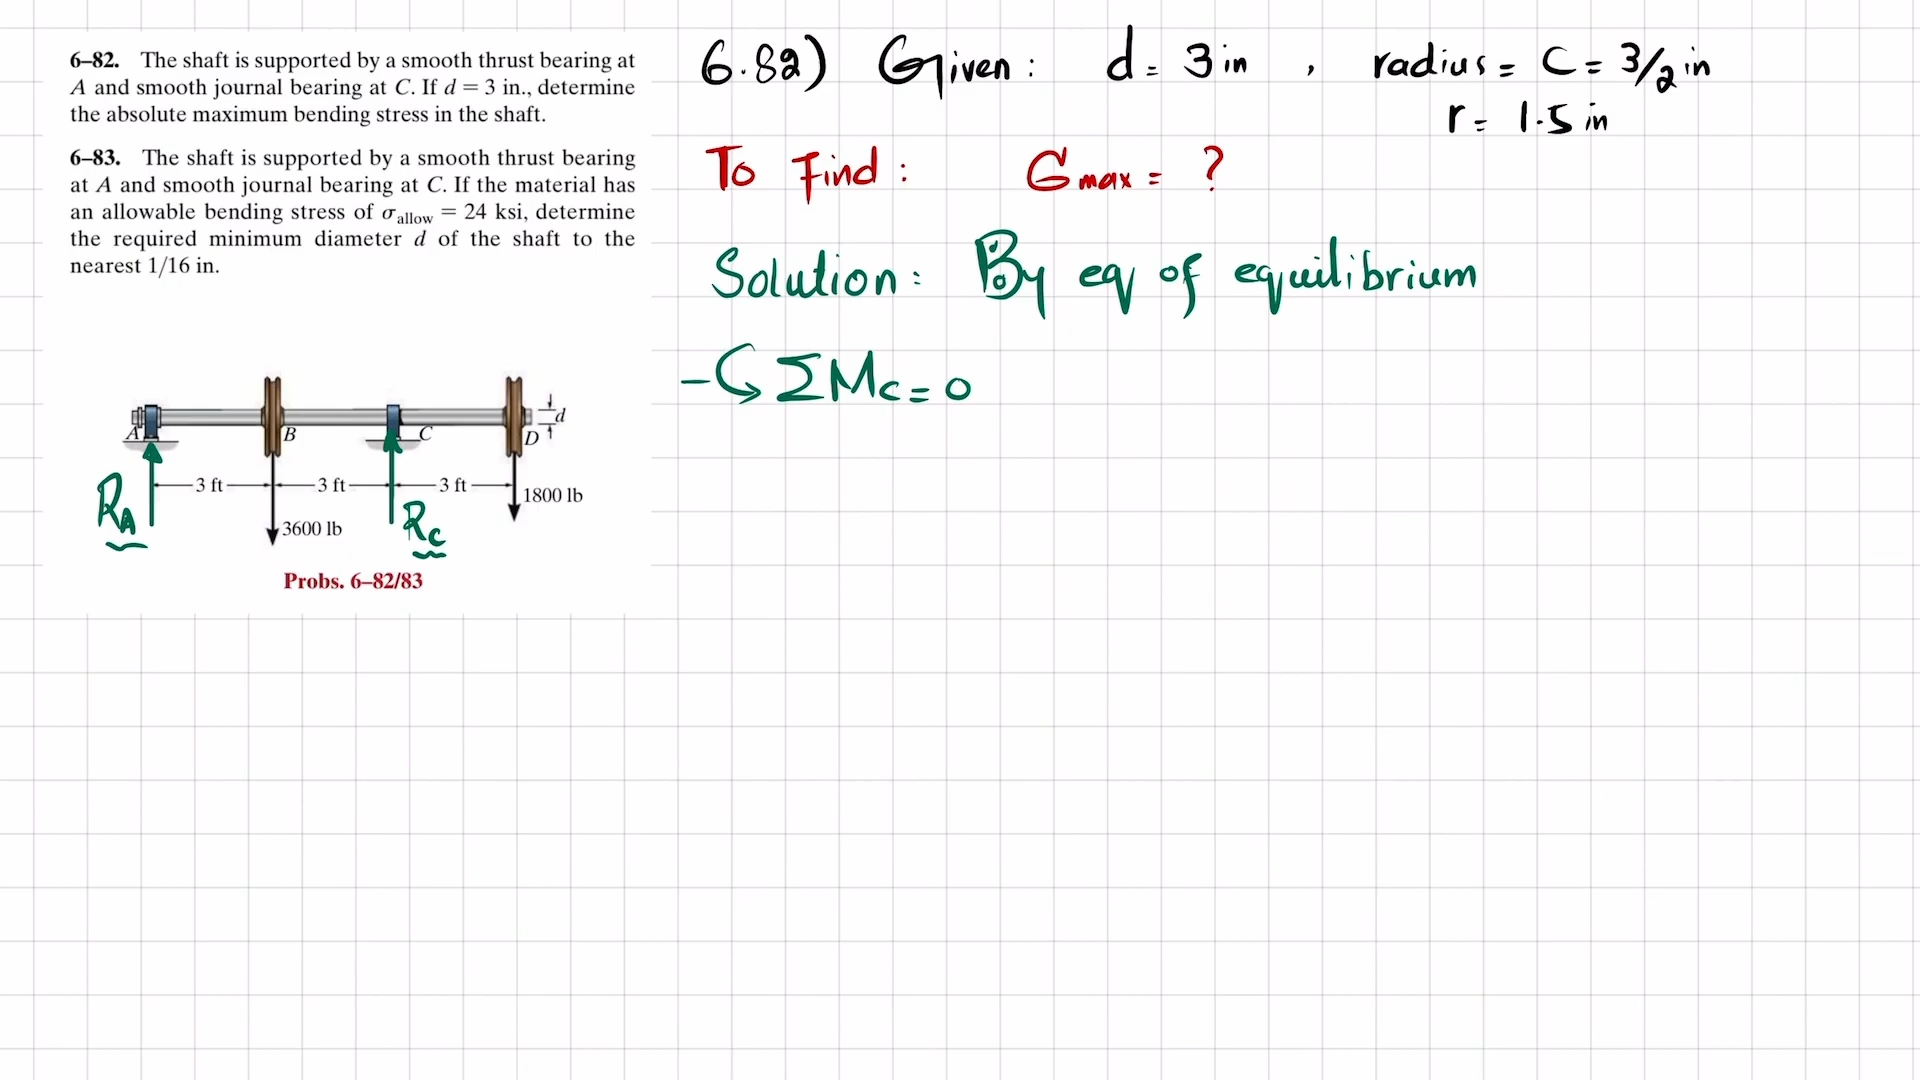 6–82. The shaft is supported by a smooth thrust bearing at
A and smooth journal bearing at C. If d = 3 in., determine
the absolute maximum bending stress in the shaft.
6–83. The shaft is supported by a smooth thrust bearing
at A and smooth journal bearing at C. If the material has
an allowable bending stress of σallow = 24 ksi, determine
the required minimum diameter d of the shaft to the
nearest 1/16 in.
A
B
C
D
d
3 ft
3 ft
3 ft
1800 lb
3600 lb
RA
RC
Probs. 6–82/83
6.82) Given: d = 3 in , radius = C = 3/2 in
r = 1.5 in
To Find: σmax = ?
Solution: By eq of equilibrium
-↺ ΣMc = 0